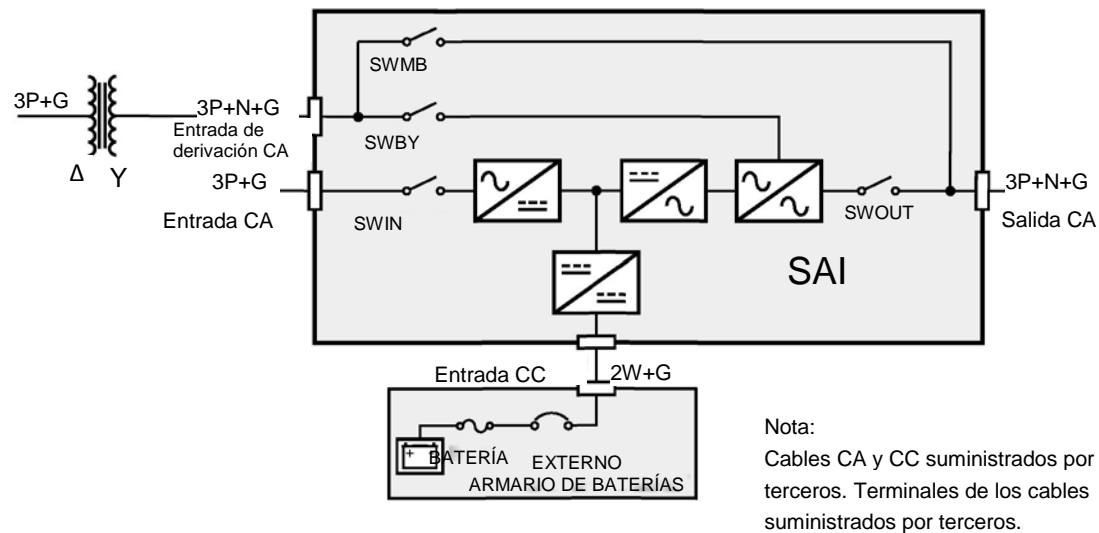 SWMB
3P+G
3P+N+G
Entrada de
derivación CA
SWBY
Δ
Y
3P+G
Entrada CA
SWIN
SWOUT
3P+N+G
Salida CA
SAI
Entrada CC
2W+G
+
BATERÍA
EXTERNO
ARMARIO DE BATERÍAS
Nota:
Cables CA y CC suministrados por
terceros. Terminales de los cables
suministrados por terceros.